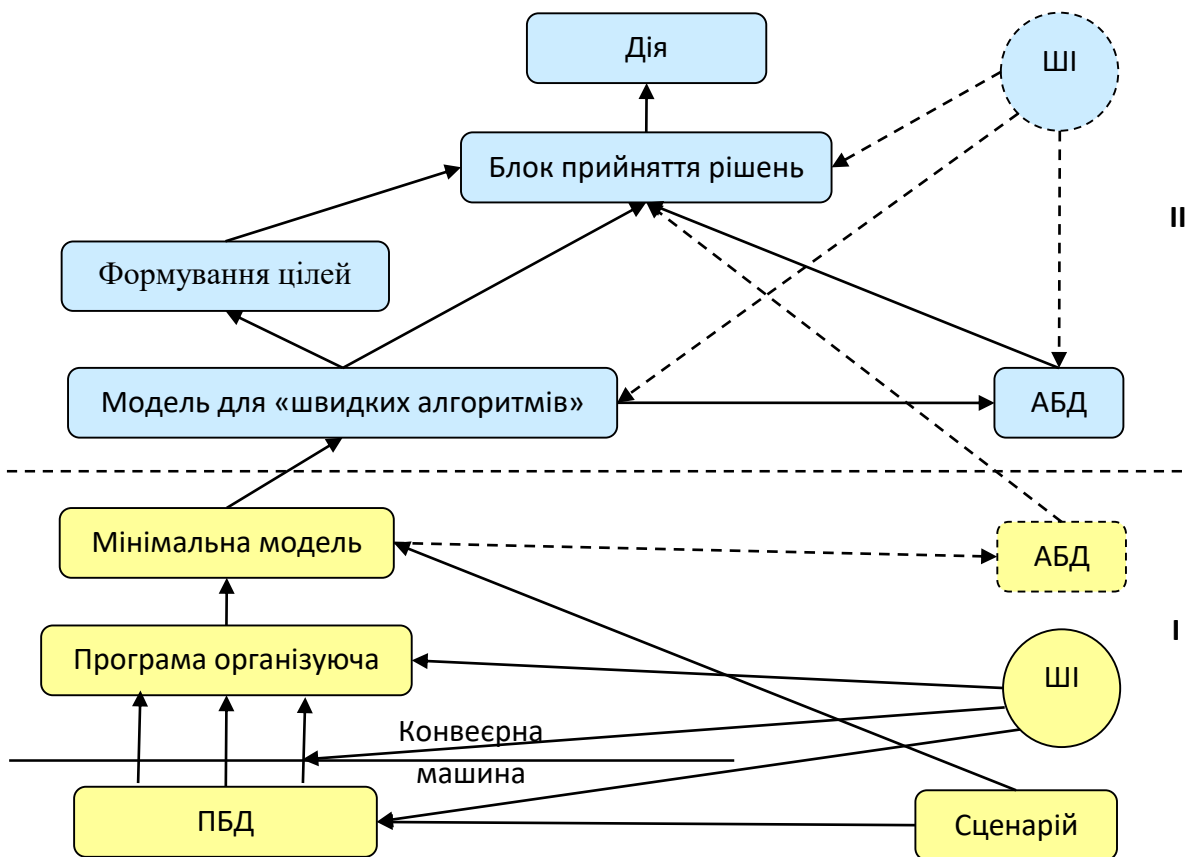 Дія
ШІ
Блок прийняття рішень
II
Формування цілей
Модель для «швидких алгоритмів»
АБД
Мінімальна модель
АБД
I
Програма організуюча
ШІ
Конвеєрна
машина
ПБД
Сценарій